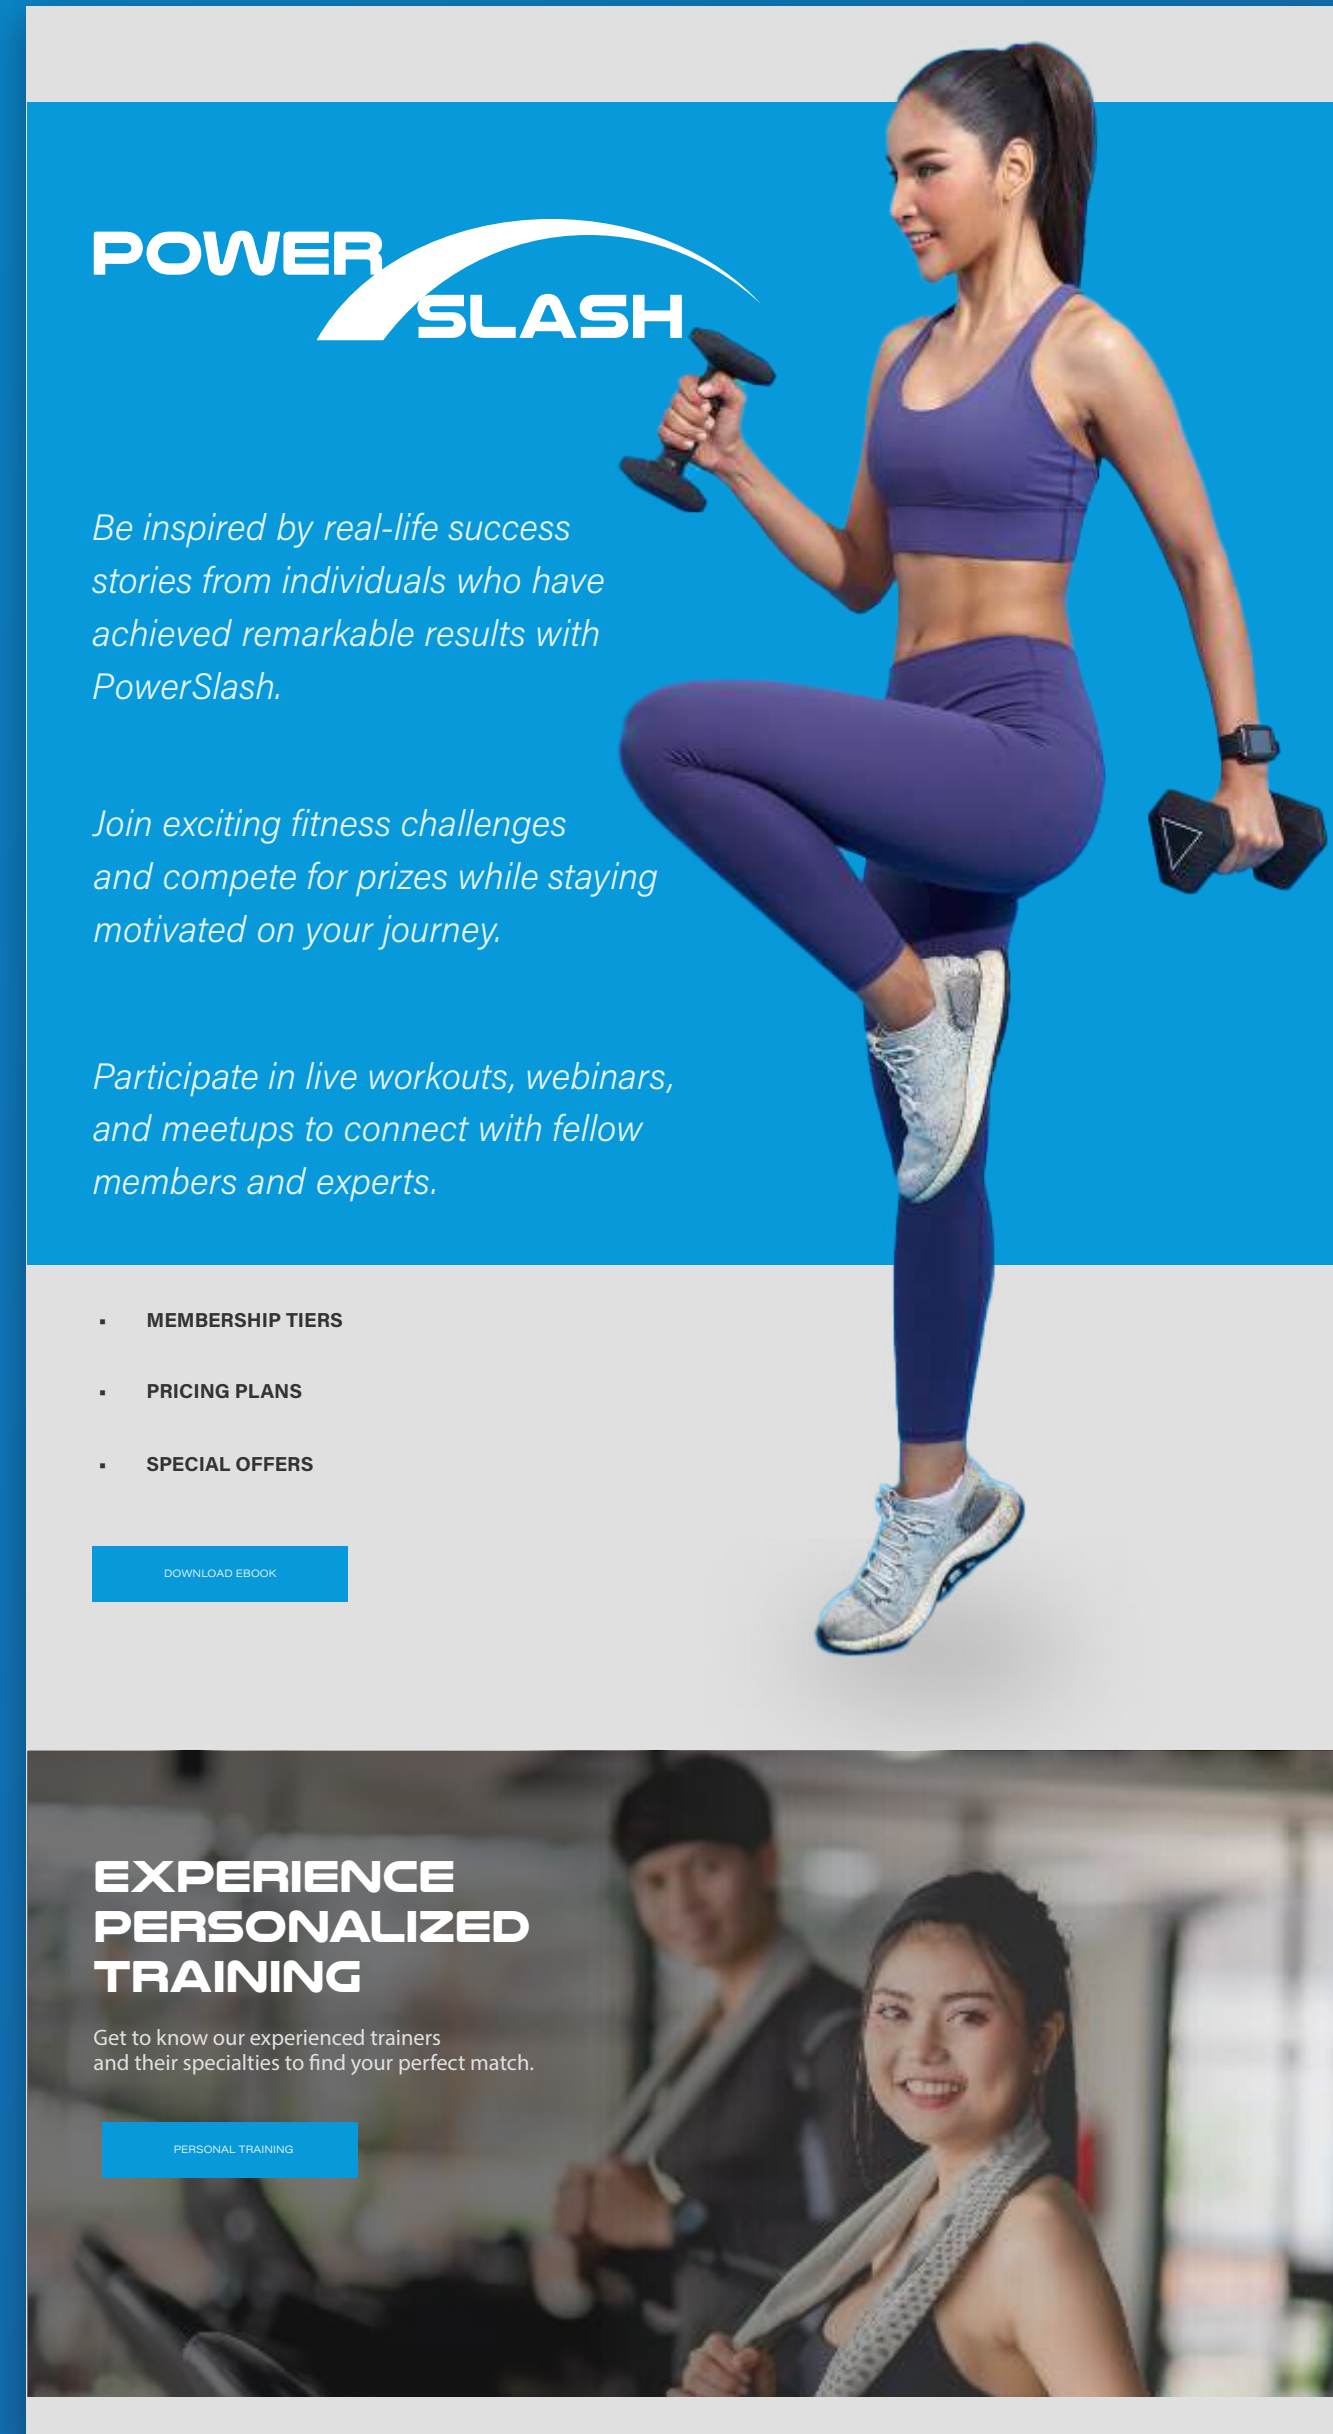 POWER
SLASH
Be inspired by real-life success
stories from individuals who have
achieved remarkable results with
PowerSlash.
Join exciting fitness challenges
and compete for prizes while staying
motivated on your journey.
Participate in live workouts, webinars,
and meetups to connect with fellow
members and experts.
▪ MEMBERSHIP TIERS
▪ PRICING PLANS
▪ SPECIAL OFFERS
DOWNLOAD EBOOK
EXPERIENCE
PERSONALIZED
TRAINING
Get to know our experienced trainers
and their specialties to find your perfect match.
PERSONAL TRAINING